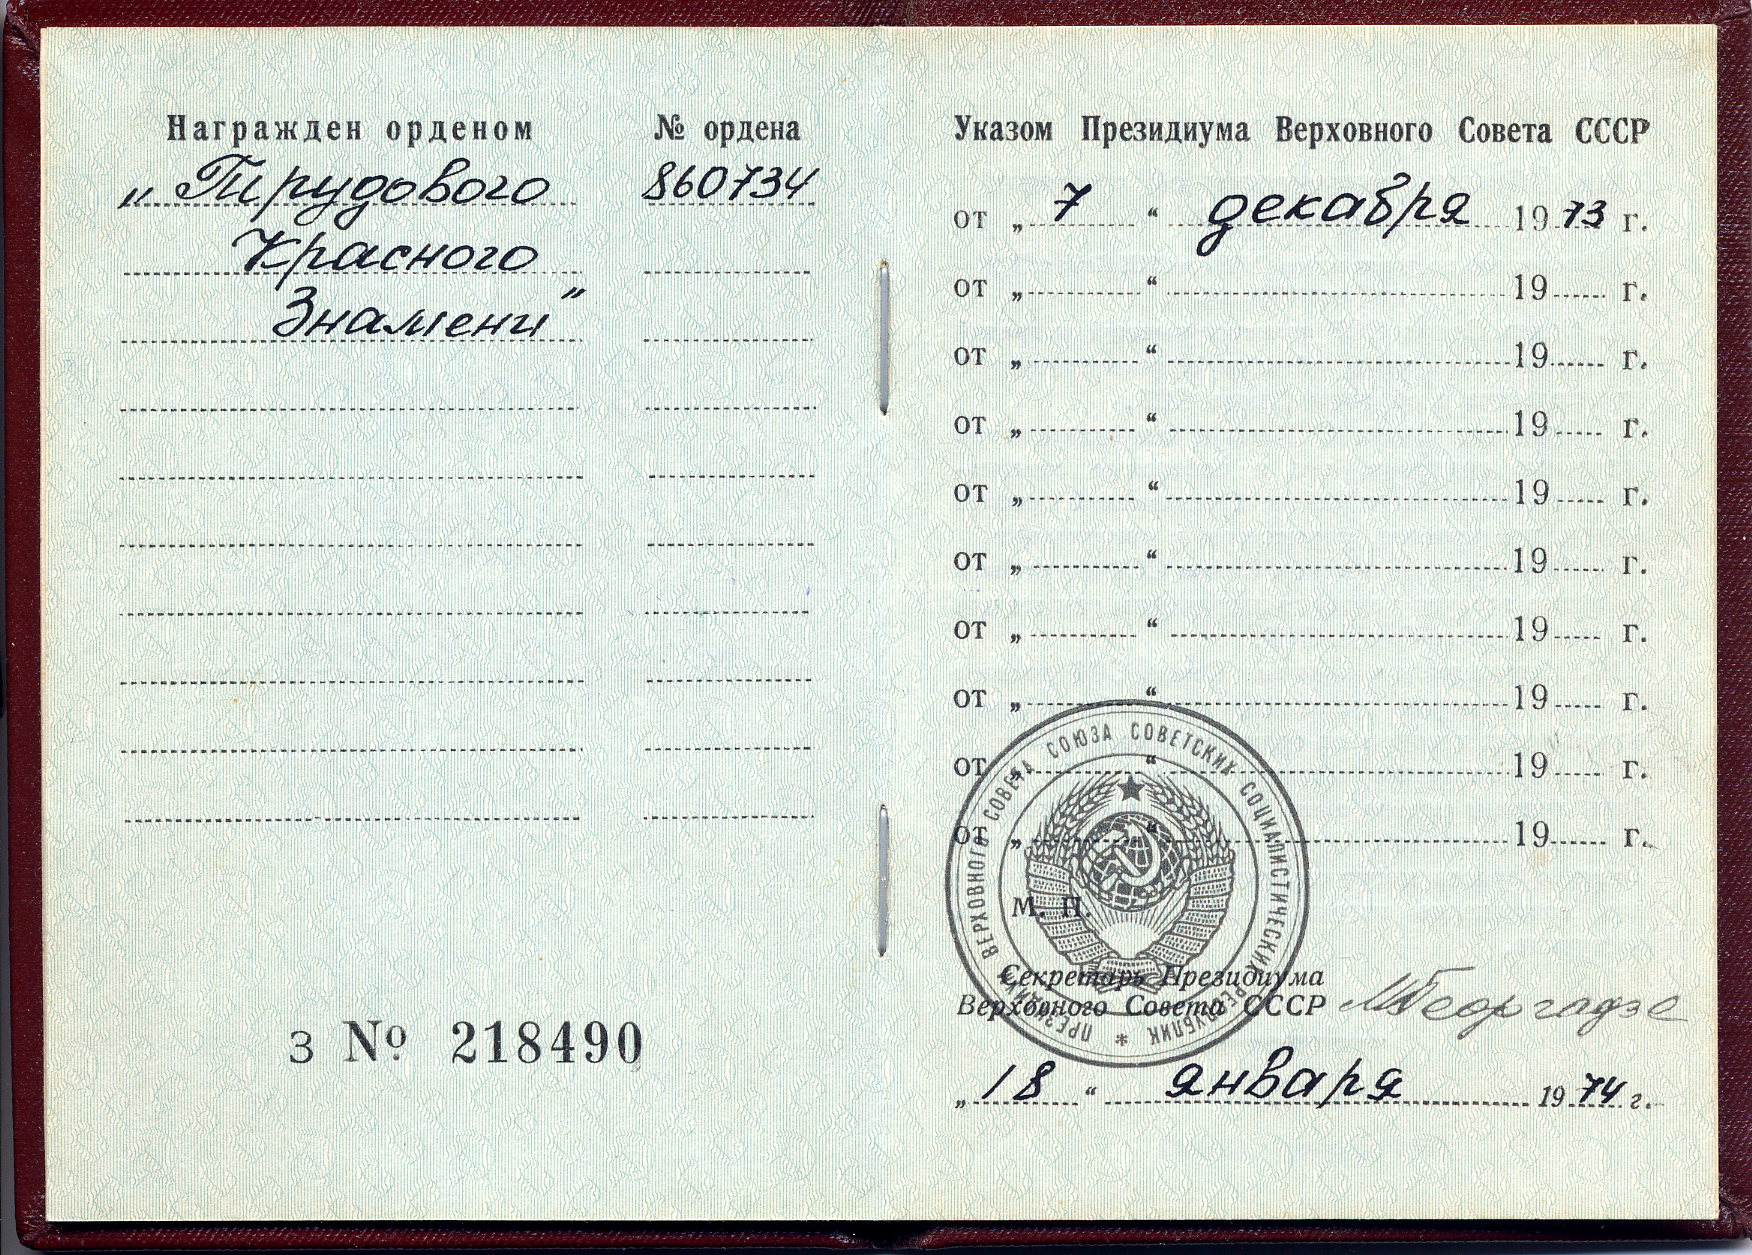 Награжден орденом № ордена
„Трудового 860734
Красного
Знамени"
З № 218490
Указом Президиума Верховного Совета СССР
от „ 7 “ декабря 1973 г.
от „ “ 19 г.
от „ “ 19 г.
от „ “ 19 г.
от „ “ 19 г.
от „ “ 19 г.
от „ “ 19 г.
от „ “ 19 г.
от „ “ 19 г.
от „ “ 19 г.
ПРЕЗИДИУМ ВЕРХОВНОГО СОВЕТА СОЮЗА СОВЕТСКИХ СОЦИАЛИСТИЧЕСКИХ РЕСПУБЛИК *
М. П.
Секретарь Президиума
Верховного Совета СССР МГеоргадзе
„ 18 “ января 1974 г.